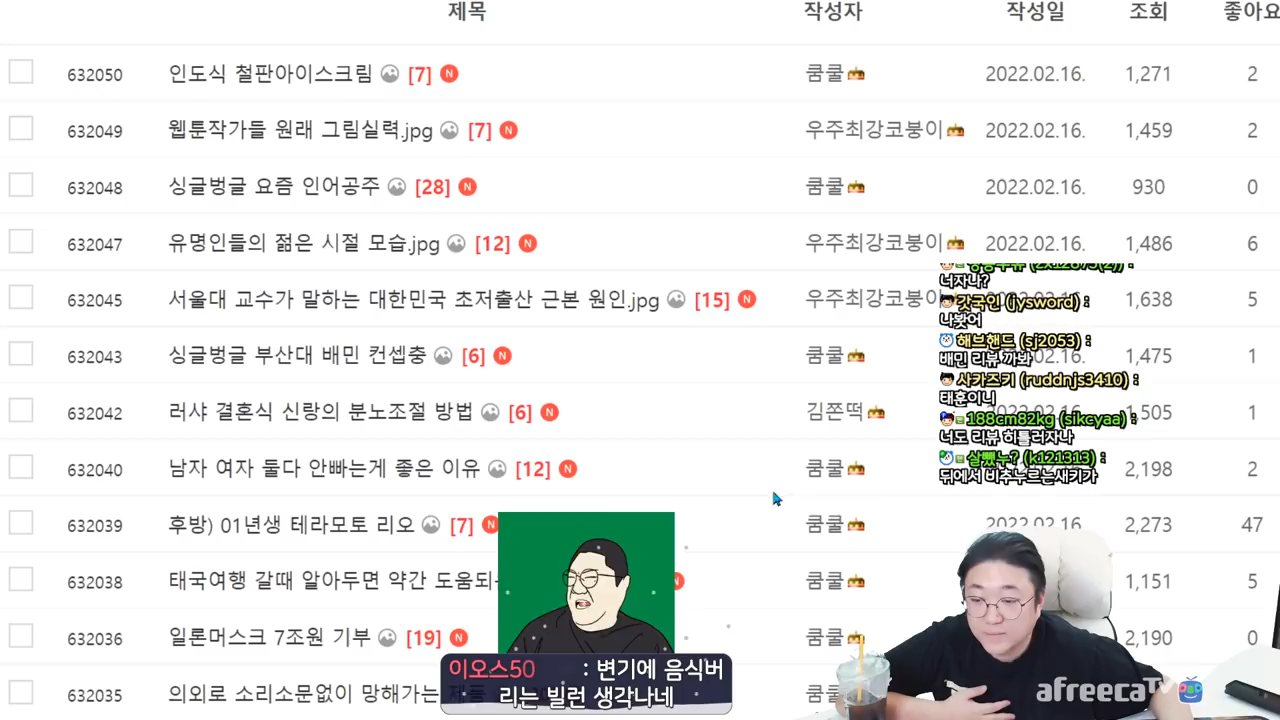 제목 작성자 작성일 조회 좋아요
632050 인도식 철판아이스크림 [7] N 쿰쿨 2022.02.16. 1,271 2
632049 웹툰작가들 원래 그림실력.jpg [7] N 우주최강코붕이 2022.02.16. 1,459 2
632048 싱글벙글 요즘 인어공주 [28] N 쿰쿨 2022.02.16. 930 0
632047 유명인들의 젊은 시절 모습.jpg [12] N 우주최강코붕이 2022.02.16. 1,486 6
632045 서울대 교수가 말하는 대한민국 초저출산 근본 원인.jpg [15] N 우주최강코붕이 1,638 5
632043 싱글벙글 부산대 배민 컨셉충 [6] N 쿰쿨 02.16. 1,475 1
632042 러샤 결혼식 신랑의 분노조절 방법 [6] N 김쫀떡 1,505 1
632040 남자 여자 둘다 안빠는게 좋은 이유 [12] N 쿰쿨 2,198 2
632039 후방) 01년생 테라모토 리오 [7] N 쿰쿨 2022.02.16. 2,273 47
632038 태국여행 갈때 알아두면 약간 도움되 N 쿰쿨 1,151 5
632036 일론머스크 7조원 기부 [19] N 쿰쿨 2,190 0
632035 의외로 소리소문없이 망해가는 제품
너자나?
갓국인 (jysword) :
나봣어
해브핸드 (sj2053) :
배민 리뷰 까봐
사카즈키 (ruddnjs3410) :
태훈이니
188cm82kg (sikcyaa) :
너도 리뷰 히틀러자나
살뺐누? (k121313) :
뒤에서 비추누르는새키가
이오스50 : 변기에 음식버
리는 빌런 생각나네
afreecaTV